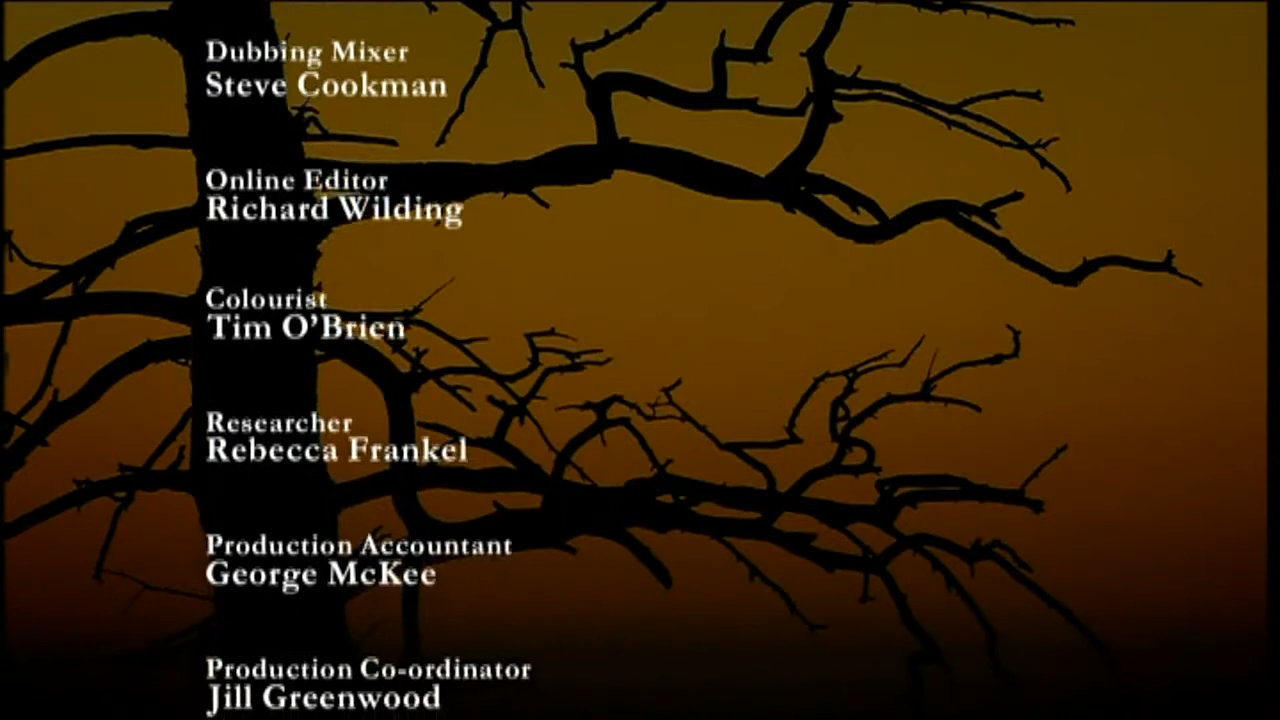 Dubbing Mixer
Steve Cookman
Online Editor
Richard Wilding
Colourist
Tim O'Brien
Researcher
Rebecca Frankel
Production Accountant
George McKee
Production Co-ordinator
Jill Greenwood